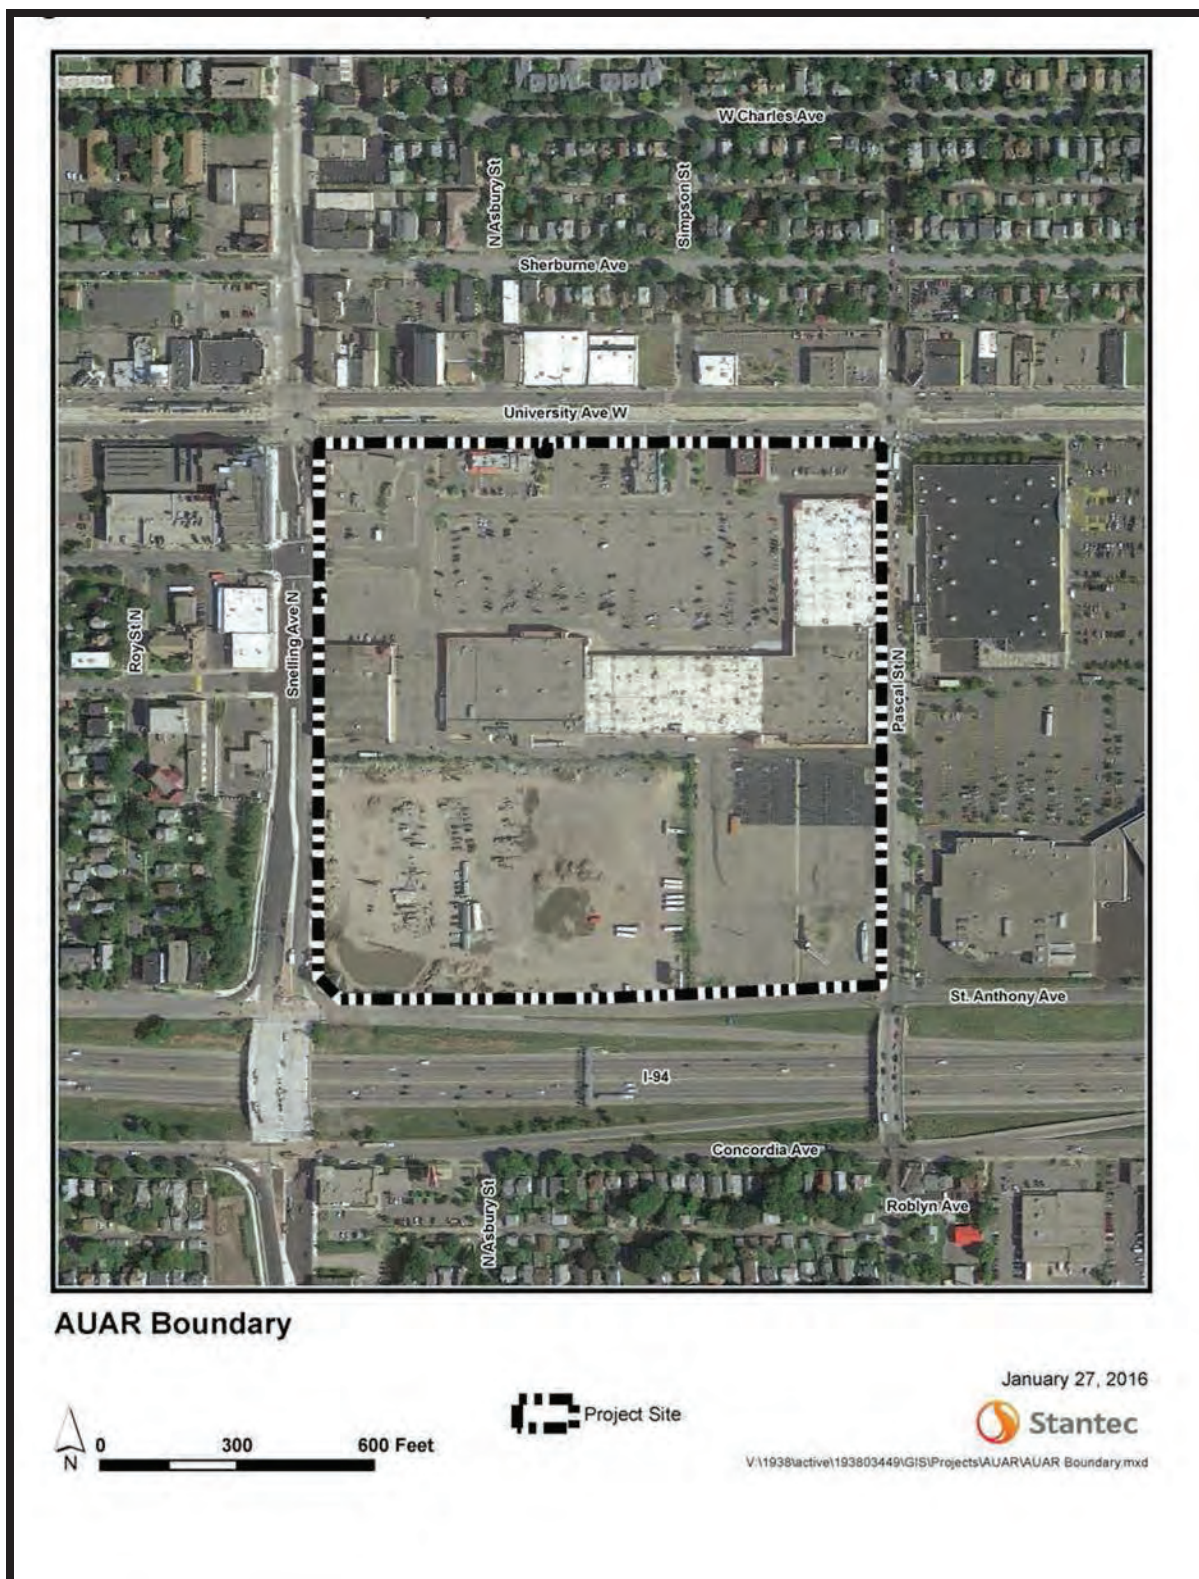 W Charles Ave
N Asbury St
Simpson St
Sherburne Ave
University Ave W
Roy St N
Snelling Ave N
Pascal St N
St. Anthony Ave
I-94
Concordia Ave
N Asbury St
Roblyn Ave
AUAR Boundary
January 27, 2016
Project Site
Stantec
0 300 600 Feet
N
V:\1938\active\193803449\GIS\Projects\AUAR\AUAR Boundary.mxd